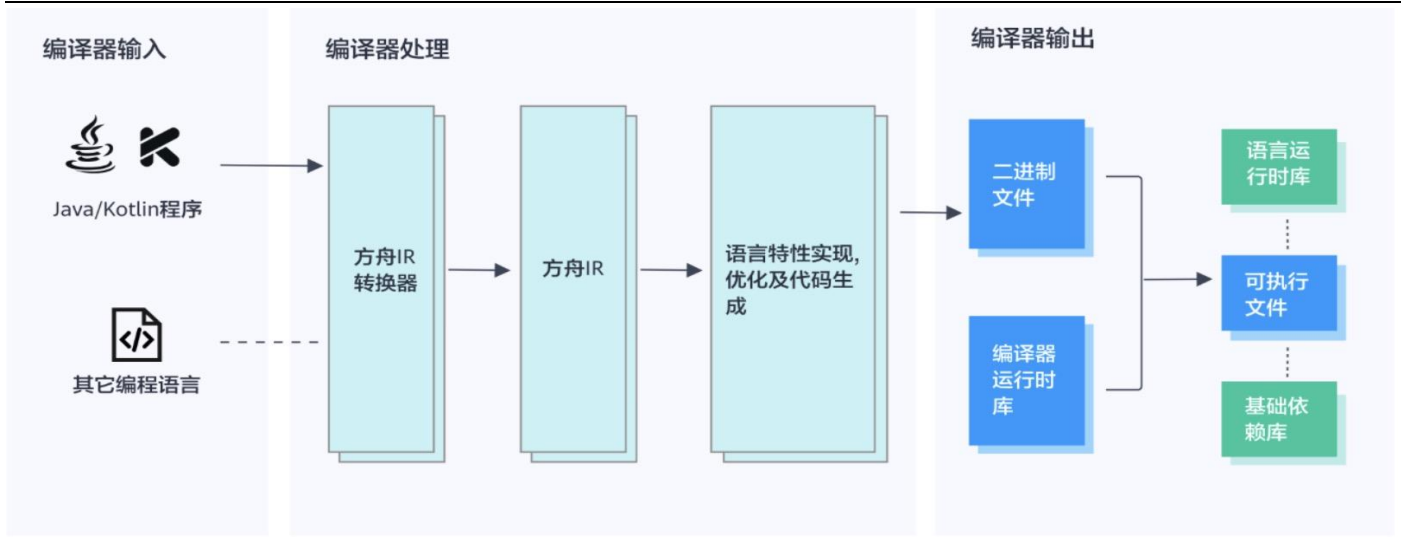 编译器输入
Java/Kotlin程序
</>
其它编程语言
编译器处理
方舟IR
转换器
方舟IR
语言特性实现,
优化及代码生
成
编译器输出
二进制
文件
编译器
运行时
库
语言运
行时库
可执行
文件
基础依
赖库